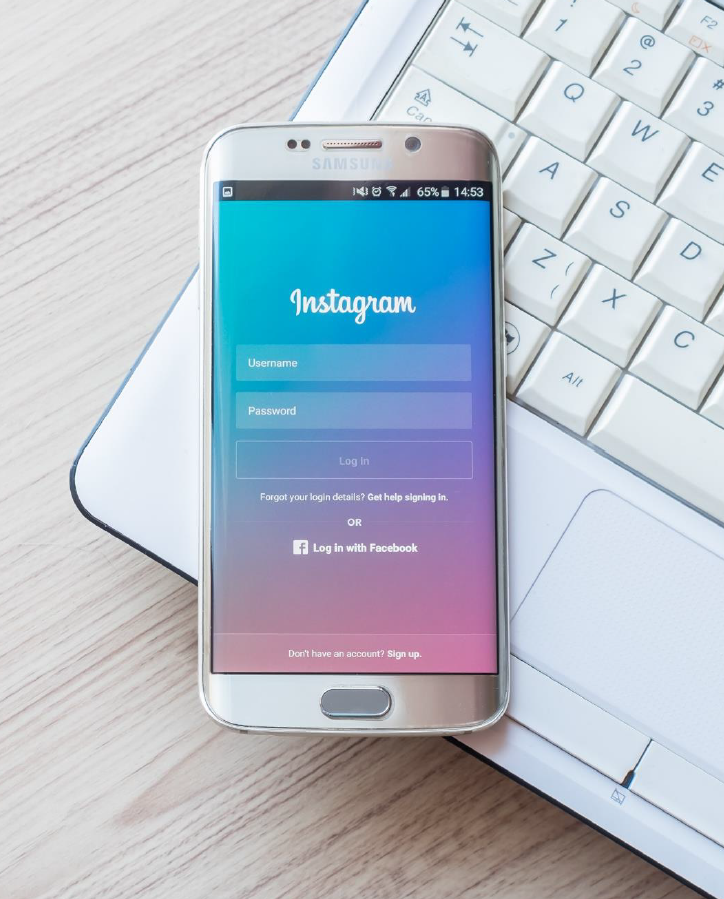 SAMSUNG
65% 14:53
Instagram
Username
Password
Log In
Forgot your login details? Get help signing in.
OR
f Log in with Facebook
Don't have an account? Sign up.
1
F2
@
2
#
3
Q
W
E
A
S
D
Z (
(
X
C
Alt